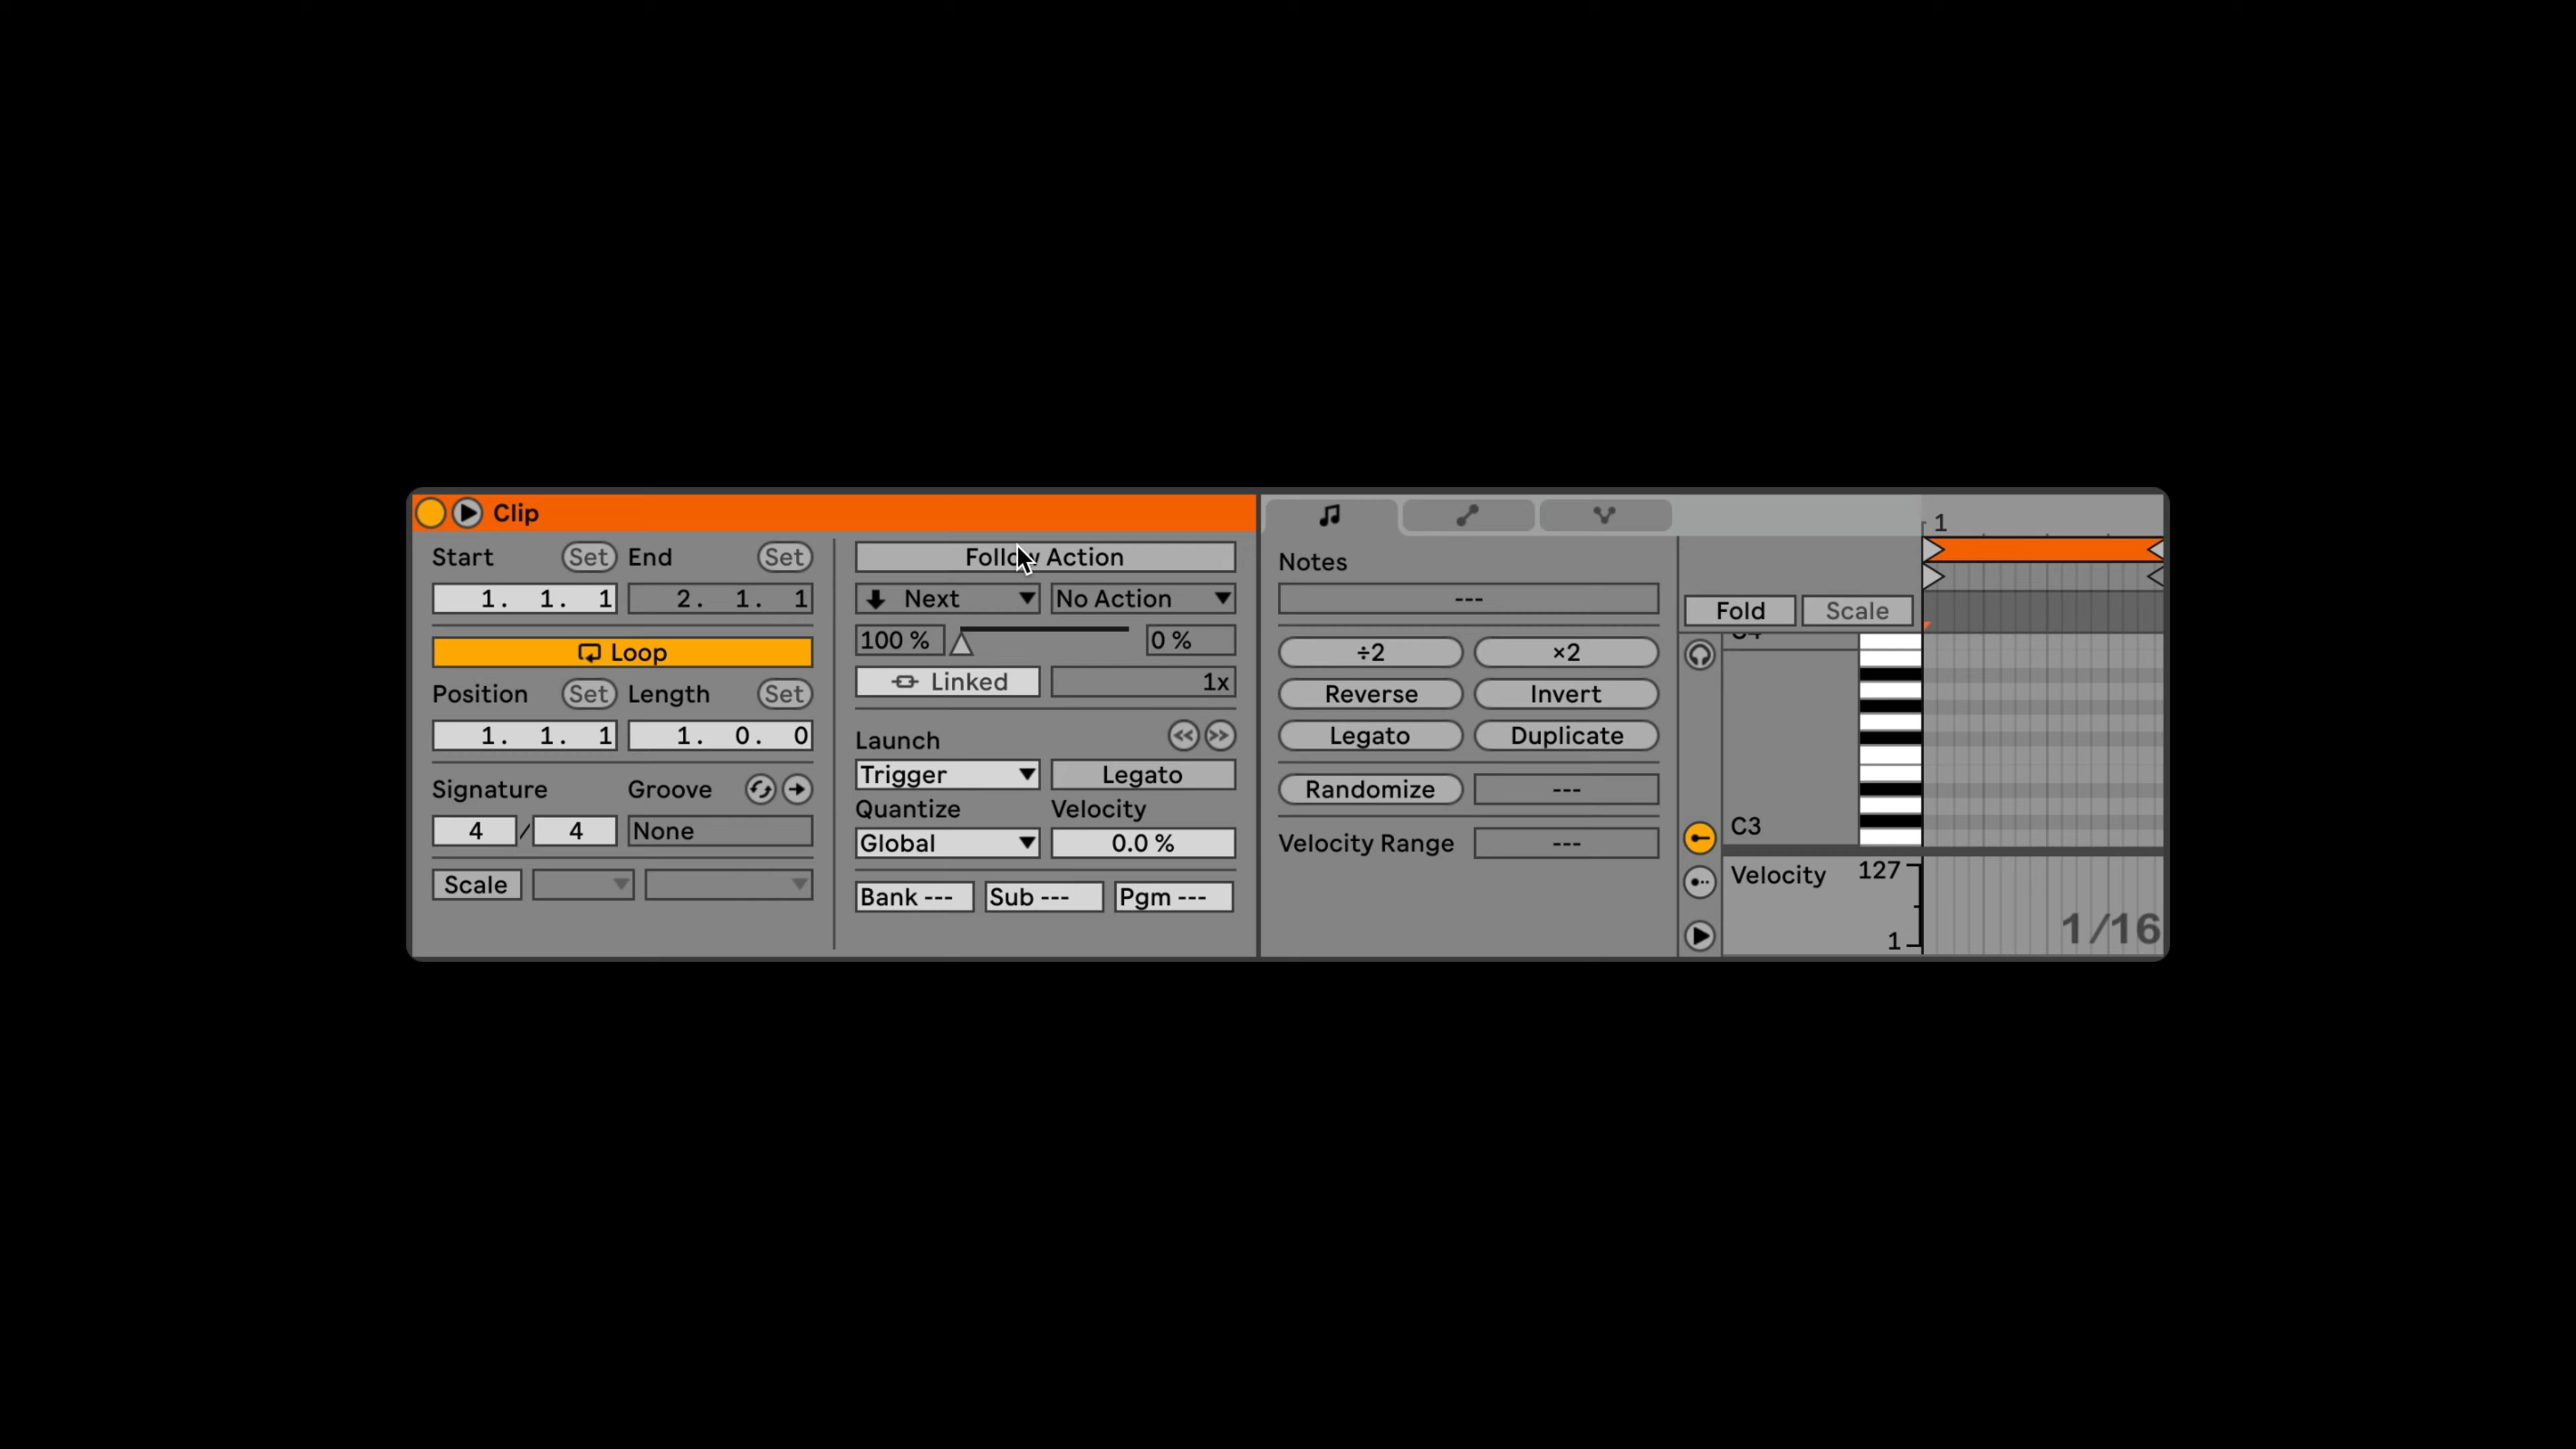 Clip
Start Set End Set
1. 1. 1 2. 1. 1
Loop
Position Set Length Set
1. 1. 1 1. 0. 0
Signature Groove
4 / 4 None
Scale
Follow Action
Next No Action
100 % 0 %
Linked 1x
Launch
Trigger Legato
Quantize Velocity
Global 0.0 %
Bank --- Sub --- Pgm ---
Notes
---
÷2 ×2
Reverse Invert
Legato Duplicate
Randomize ---
Velocity Range ---
1
Fold Scale
C3
Velocity 127
1
1/16